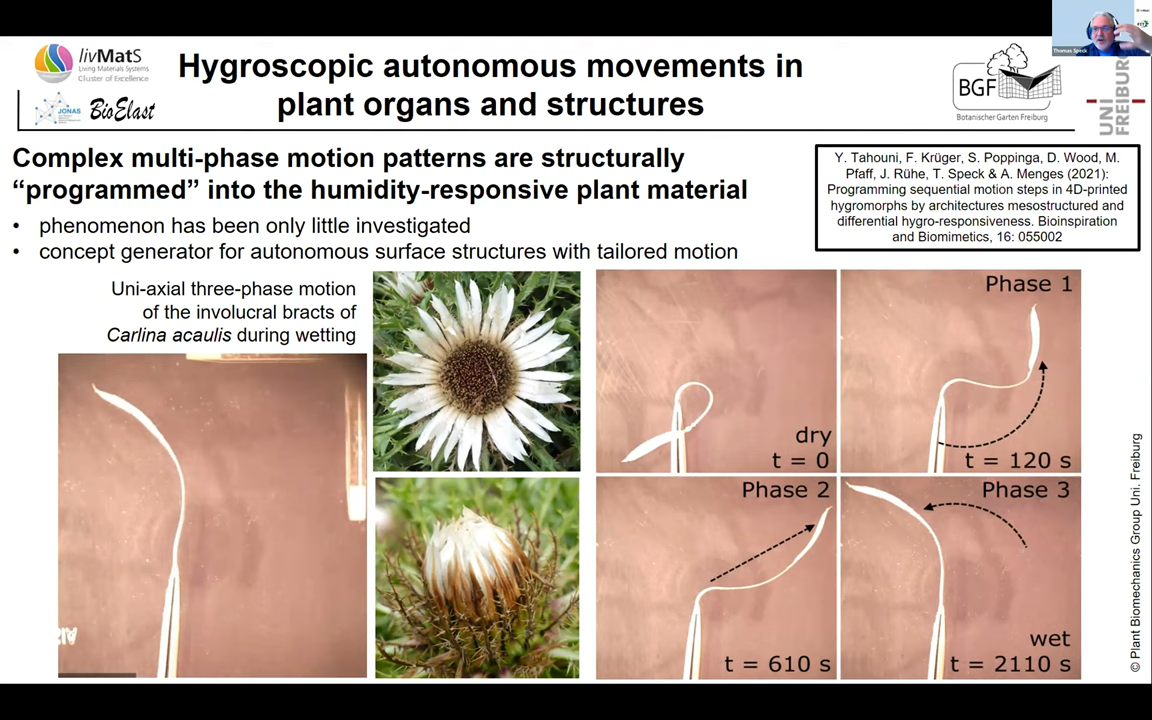 Thomas Speck
livMatS
Living Materials Systems
Cluster of Excellence
JONAS
BioElast
Hygroscopic autonomous movements in
plant organs and structures
BGF
Botanischer Garten Freiburg
UNI
FREIBURG
Complex multi-phase motion patterns are structurally
“programmed” into the humidity-responsive plant material
• phenomenon has been only little investigated
• concept generator for autonomous surface structures with tailored motion
Y. Tahouni, F. Krüger, S. Poppinga, D. Wood, M.
Pfaff, J. Rühe, T. Speck & A. Menges (2021):
Programming sequential motion steps in 4D-printed
hygromorphs by architectures mesostructured and
differential hygro-responsiveness. Bioinspiration
and Biomimetics, 16: 055002
Uni-axial three-phase motion
of the involucral bracts of
Carlina acaulis during wetting
dry
t = 0
Phase 1
t = 120 s
Phase 2
t = 610 s
Phase 3
wet
t = 2110 s
© Plant Biomechanics Group Uni. Freiburg